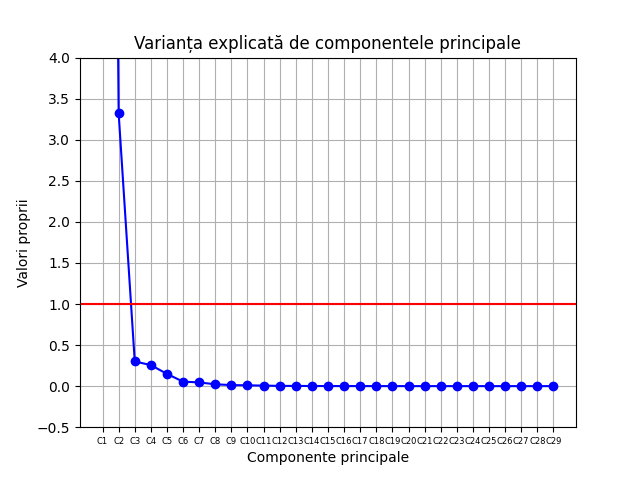 Varianța explicată de componentele principale
4.0
3.5
3.0
2.5
2.0
1.5
1.0
0.5
0.0
−0.5
Valori proprii
C1 C2 C3 C4 C5 C6 C7 C8 C9 C10 C11 C12 C13 C14 C15 C16 C17 C18 C19 C20 C21 C22 C23 C24 C25 C26 C27 C28 C29
Componente principale